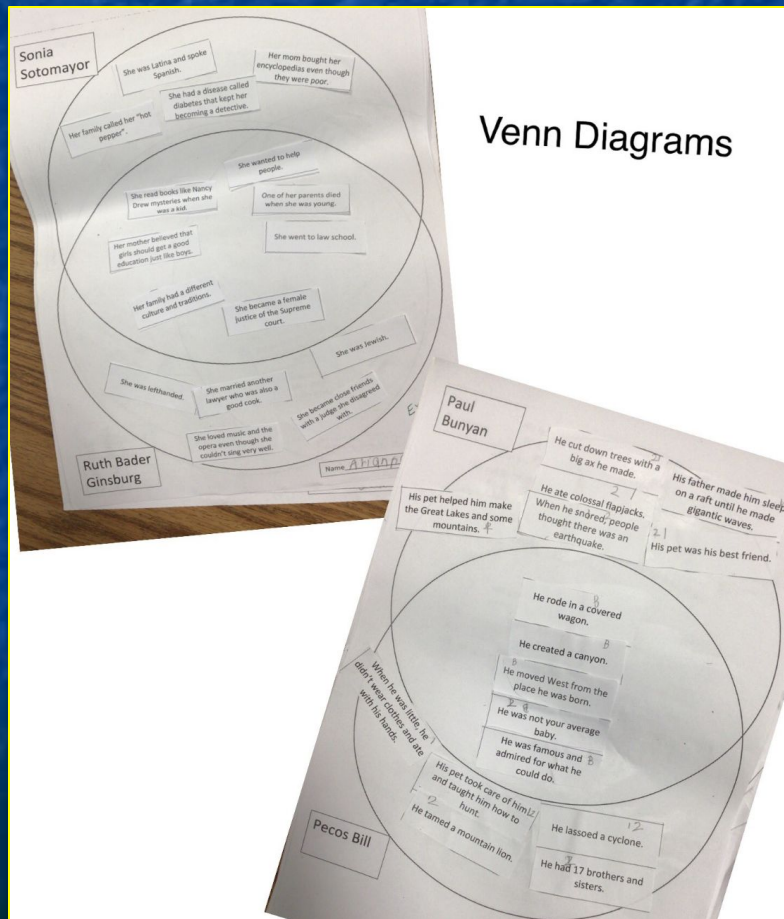 Venn Diagrams
Sonia
Sotomayor
She was Latina and spoke
Spanish.
Her mom bought her
encyclopedias even though
they were poor.
She had a disease called
diabetes that kept her
becoming a detective.
Her family called her "hot
pepper".
She wanted to help
people.
She read books like Nancy
Drew mysteries when she
was a kid.
One of her parents died
when she was young.
Her mother believed that
girls should get a good
education just like boys.
She went to law school.
Her family had a different
culture and traditions.
She became a female
Justice of the Supreme
court.
She was Jewish.
She was lefthanded.
She married another
lawyer who was also a
good cook.
She became close friends
with a judge she disagreed
with.
She loved music and the
opera even though she
couldn't sing very well.
Ruth Bader
Ginsburg
Name
Paul
Bunyan
He cut down trees with a
big ax he made.
21
His father made him sleep
on a raft until he made
gigantic waves.
He ate colossal flapjacks.
21
His pet helped him make
the Great Lakes and some
mountains.
When he snored, people
thought there was an
earthquake.
21
His pet was his best friend.
He rode in a covered
wagon.
B
He created a canyon.
B
He moved West from the
place he was born.
B
He was not your average
baby.
He was famous and
admired for what he
could do.
B
When he was little, he
didn't wear clothes and ate
with his hands.
His pet took care of him
and taught him how to
hunt.
12
He tamed a mountain lion.
2
He lassoed a cyclone.
12
He had 17 brothers and
sisters.
Pecos Bill